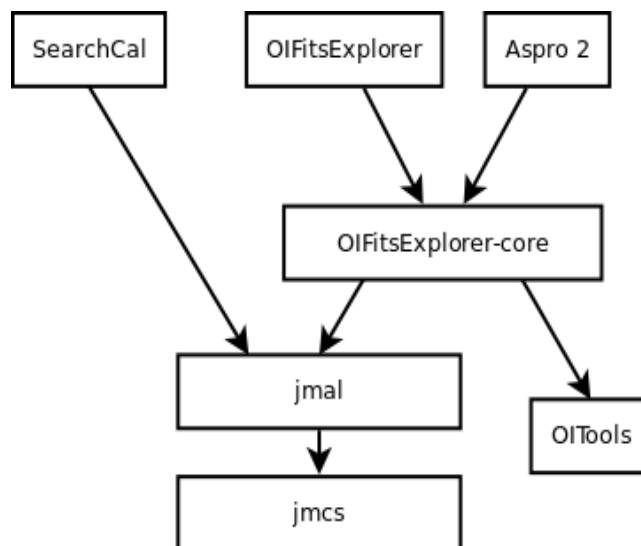 SearchCal
OIFitsExplorer
Aspro 2
OIFitsExplorer-core
jmal
OITools
jmcs